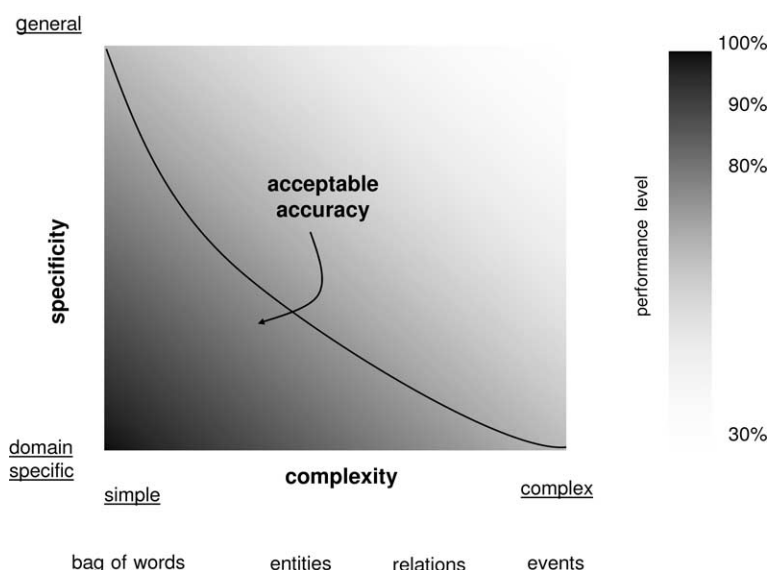 general
100%
90%
80%
acceptable
accuracy
specificity
performance level
30%
domain
specific
complexity
simple
complex
bag of words
entities
relations
events